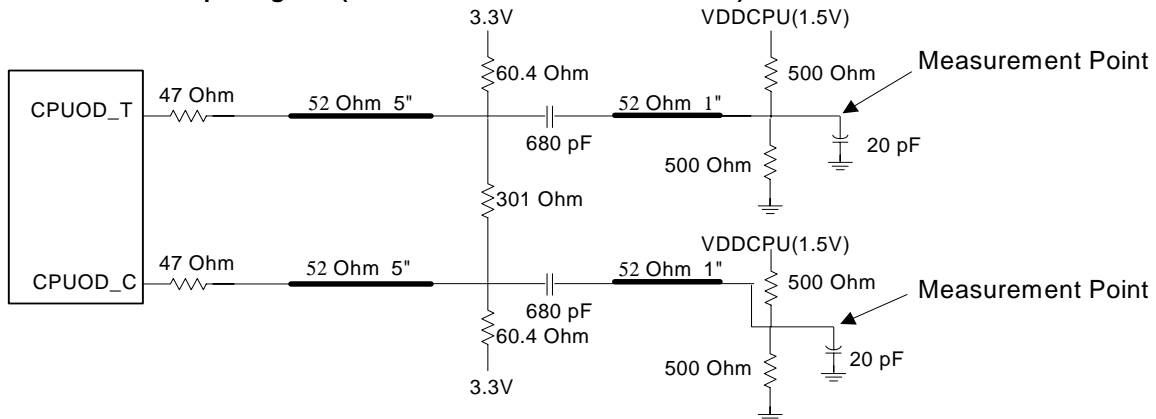 3.3V
VDDCPU(1.5V)
Measurement Point
60.4 Ohm
500 Ohm
47 Ohm
CPUOD_T
52 Ohm 5"
52 Ohm 1"
680 pF
20 pF
500 Ohm
301 Ohm
VDDCPU(1.5V)
47 Ohm
CPUOD_C
52 Ohm 5"
52 Ohm 1"
500 Ohm
Measurement Point
680 pF
60.4 Ohm
20 pF
500 Ohm
3.3V